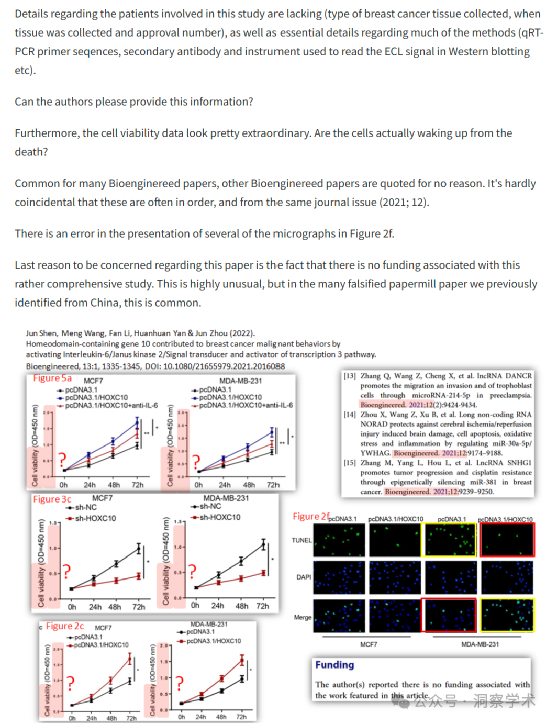 Details regarding the patients involved in this study are lacking (type of breast cancer tissue collected, when
tissue was collected and approval number), as well as essential details regarding much of the methods (qRT-
PCR primer seqences, secondary antibody and instrument used to read the ECL signal in Western blotting
etc).
Can the authors please provide this information?
Furthermore, the cell viability data look pretty extraordinary. Are the cells actually waking up from the
death?
Common for many Bioenginereed papers, other Bioenginereed papers are quoted for no reason. It's hardly
coincidental that these are often in order, and from the same journal issue (2021; 12).
There is an error in the presentation of several of the micrographs in Figure 2f.
Last reason to be concerned regarding this paper is the fact that there is no funding associated with this
rather comprehensive study. This is highly unusual, but in the many falsified papermill paper we previously
identified from China, this is common.
Jun Shen, Meng Wang, Fan Li, Huanhuan Yan & Jun Zhou (2022).
Homeodomain-containing gene 10 contributed to breast cancer malignant behaviors by
activating Interleukin-6/Janus kinase 2/Signal transducer and activator of transcription 3 pathway.
Bioengineered, 13:1, 1335-1345, DOI: 10.1080/21655979.2021.2016088
Figure 5a
MCF7
pcDNA3.1
pcDNA3.1/HOXC10
pcDNA3.1/HOXC10+anti-IL-6
Cell viability (OD=450 nm)
?
0h 24h 48h 72h
MDA-MB-231
pcDNA3.1
pcDNA3.1/HOXC10
pcDNA3.1/HOXC10+anti-IL-6
Cell viability (OD=450 nm)
?
0h 24h 48h 72h
[13] Zhang Q, Wang Z, Cheng X, et al. lncRNA DANCR
promotes the migration an invasion and of trophoblast
cells through microRNA-214-5p in preeclampsia.
Bioengineered. 2021;12(2):9424-9434.
[14] Zhou X, Wang Z, Xu B, et al. Long non-coding RNA
NORAD protects against cerebral ischemia/reperfusion
injury induced brain damage, cell apoptosis, oxidative
stress and inflammation by regulating miR-30a-5p/
YWHAG. Bioengineered. 2021;12:9174-9188.
[15] Zhang M, Yang L, Hou L, et al. LncRNA SNHG1
promotes tumor progression and cisplatin resistance
through epigenetically silencing miR-381 in breast
cancer. Bioengineered. 2021;12:9239-9250.
Figure 3c
MCF7
sh-NC
sh-HOXC10
Cell viability (OD=450 nm)
?
0h 24h 48h 72h
MDA-MB-231
sh-NC
sh-HOXC10
Cell viability (OD=450 nm)
?
0h 24h 48h 72h
Figure 2f
pcDNA3.1 pcDNA3.1/HOXC10 pcDNA3.1 pcDNA3.1/HOXC10
TUNEL
DAPI
Merge
MCF7 MDA-MB-231
c Figure 2c
MCF7
pcDNA3.1
pcDNA3.1/HOXC10
Cell viability (OD=450 nm)
?
0h 24h 48h 72h
MDA-MB-231
pcDNA3.1
pcDNA3.1/HOXC10
Cell viability (OD=450 nm)
?
0h 24h 48h 72h
Funding
The author(s) reported there is no funding associated with
the work featured in this article.
公众号 · 洞察学术